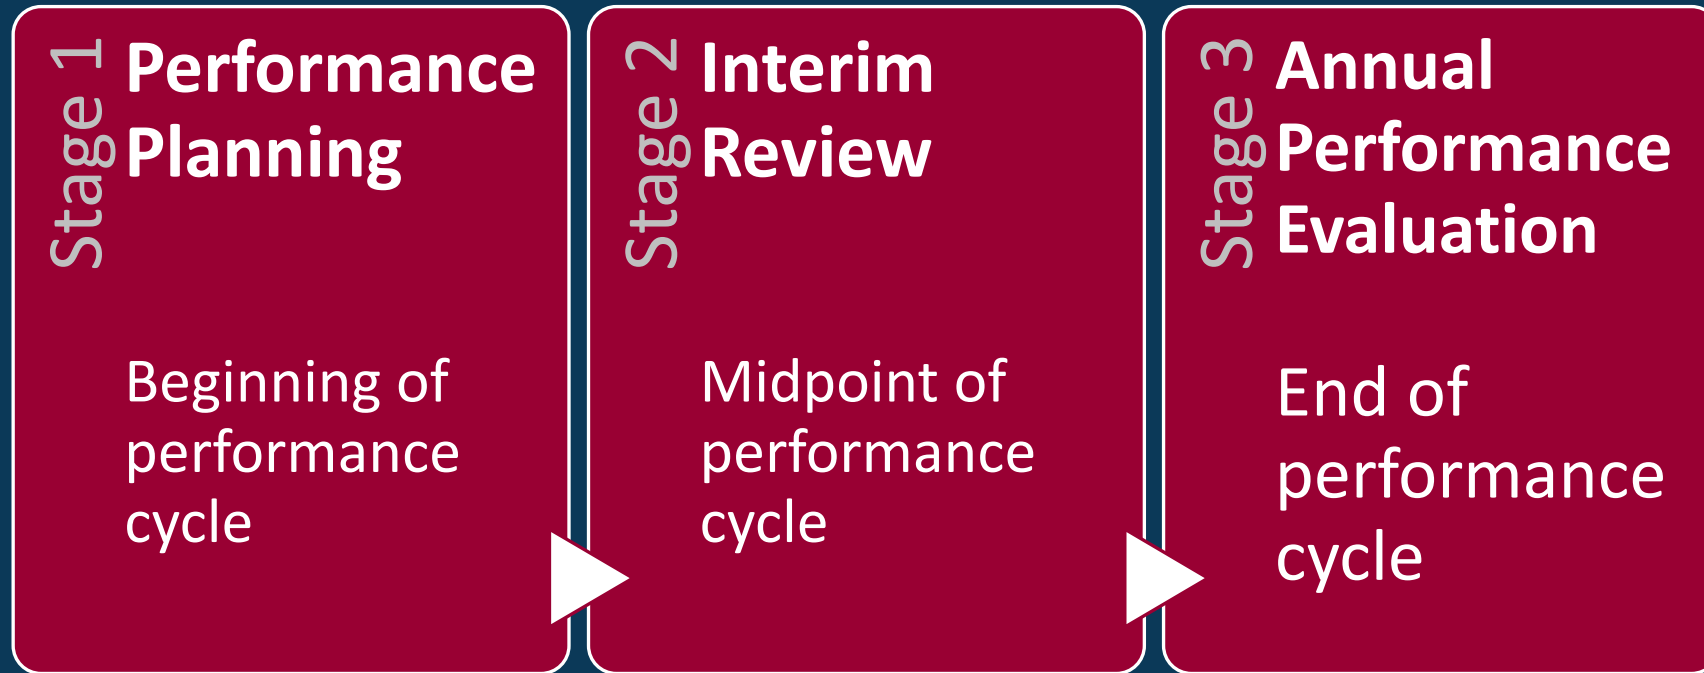 Stage 1
Performance
Planning
Beginning of
performance
cycle
Stage 2
Interim
Review
Midpoint of
performance
cycle
Stage 3
Annual
Performance
Evaluation
End of
performance
cycle